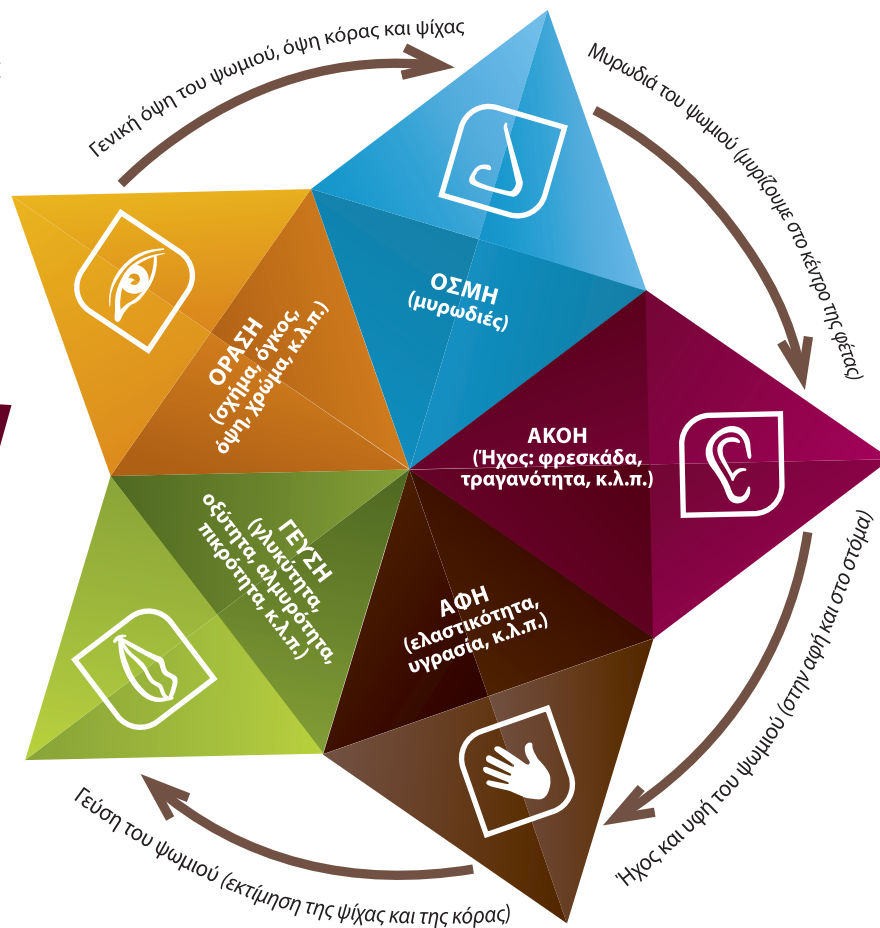 Γενική όψη του ψωμιού, όψη κόρας και ψίχας
Μυρωδιά του ψωμιού (μυρίζουμε στο κέντρο της φέτας)
ΟΣΜΗ
(μυρωδιές)
ΟΡΑΣΗ
(σχήμα, όγκος,
όψη, χρώμα, κ.λ.π.)
ΑΚΟΗ
(Ήχος: φρεσκάδα,
τραγανότητα, κ.λ.π.)
ΓΕΥΣΗ
(γλυκύτητα,
οξύτητα, αλμυρότητα,
πικρότητα, κ.λ.π.)
ΑΦΗ
(ελαστικότητα,
υγρασία, κ.λ.π.)
Ήχος και υφή του ψωμιού (στην αφή και στο στόμα)
Γεύση του ψωμιού (εκτίμηση της ψίχας και της κόρας)